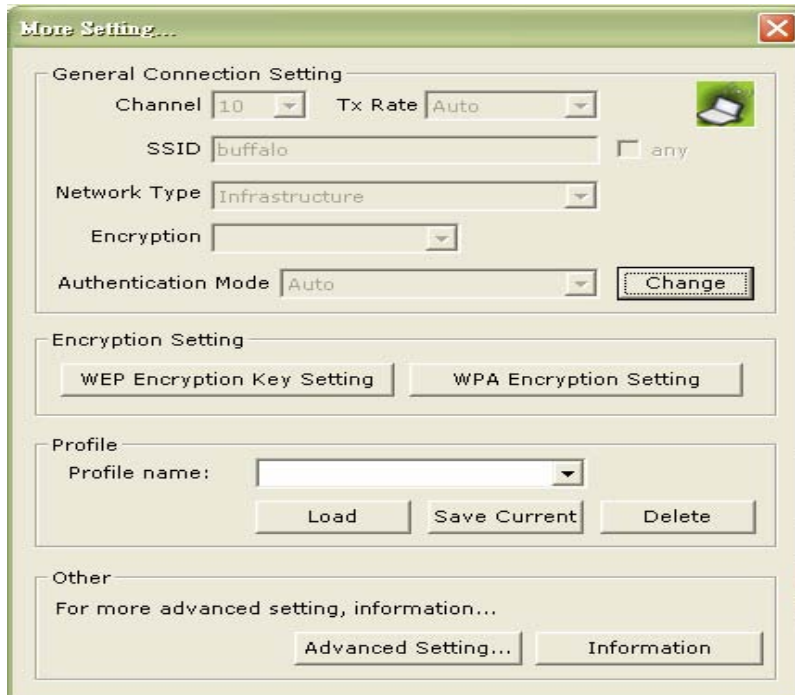 More Setting...
General Connection Setting
Channel 10 Tx Rate Auto
SSID buffalo any
Network Type Infrastructure
Encryption
Authentication Mode Auto Change
Encryption Setting
WEP Encryption Key Setting WPA Encryption Setting
Profile
Profile name:
Load Save Current Delete
Other
For more advanced setting, information...
Advanced Setting... Information